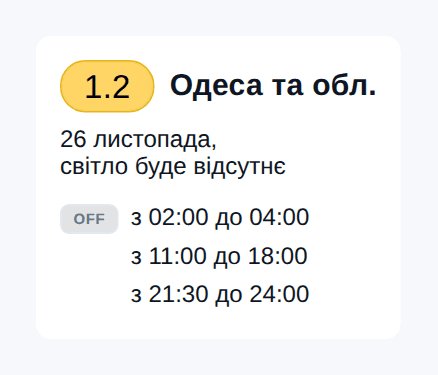 1.2 Одеса та обл.
26 листопада,
світло буде відсутнє
OFF з 02:00 до 04:00
з 11:00 до 18:00
з 21:30 до 24:00